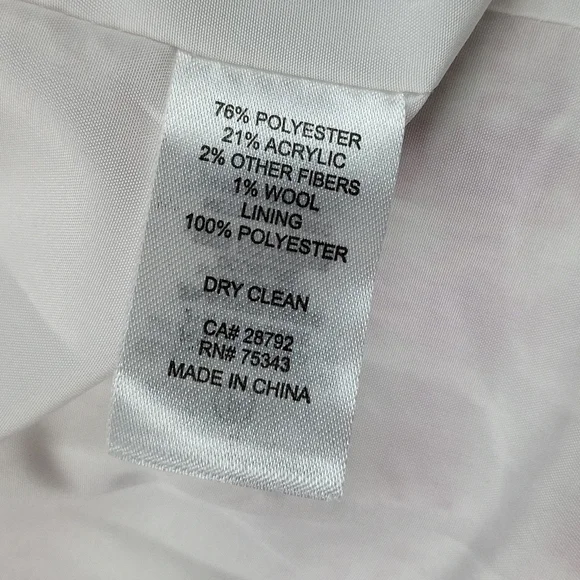 76% POLYESTER
21% ACRYLIC
2% OTHER FIBERS
1% WOOL
LINING
100% POLYESTER
DRY CLEAN
CA# 28792
RN# 75343
MADE IN CHINA